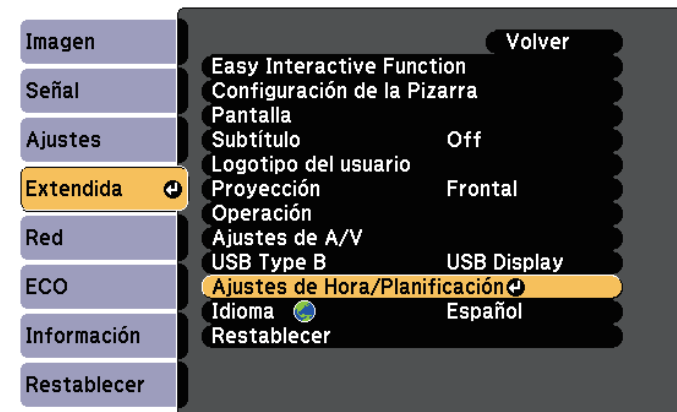 Imagen
Señal
Ajustes
Extendida
Red
ECO
Información
Restablecer
Volver
Easy Interactive Function
Configuración de la Pizarra
Pantalla
Subtítulo Off
Logotipo del usuario
Proyección Frontal
Operación
Ajustes de A/V
USB Type B USB Display
Ajustes de Hora/Planificación
Idioma Español
Restablecer